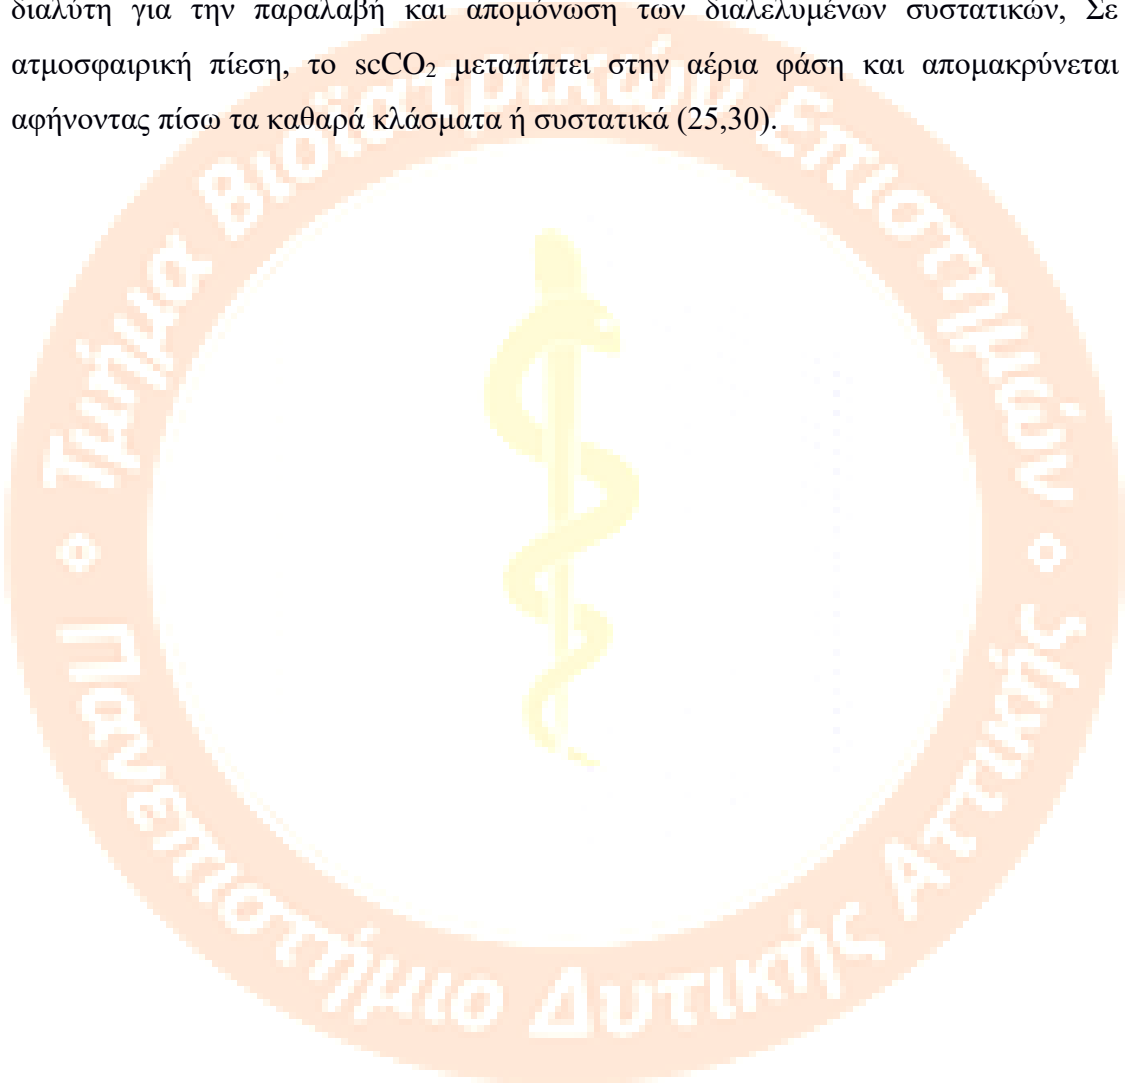 διαλύτη για την παραλαβή και απομόνωση των διαλελυμένων συστατικών, Σε
ατμοσφαιρική πίεση, το scCO₂ μεταπίπτει στην αέρια φάση και απομακρύνεται
αφήνοντας πίσω τα καθαρά κλάσματα ή συστατικά (25,30).
Τμήμα Βιοϊατρικών Επιστημών
Πανεπιστήμιο Δυτικής Αττικής